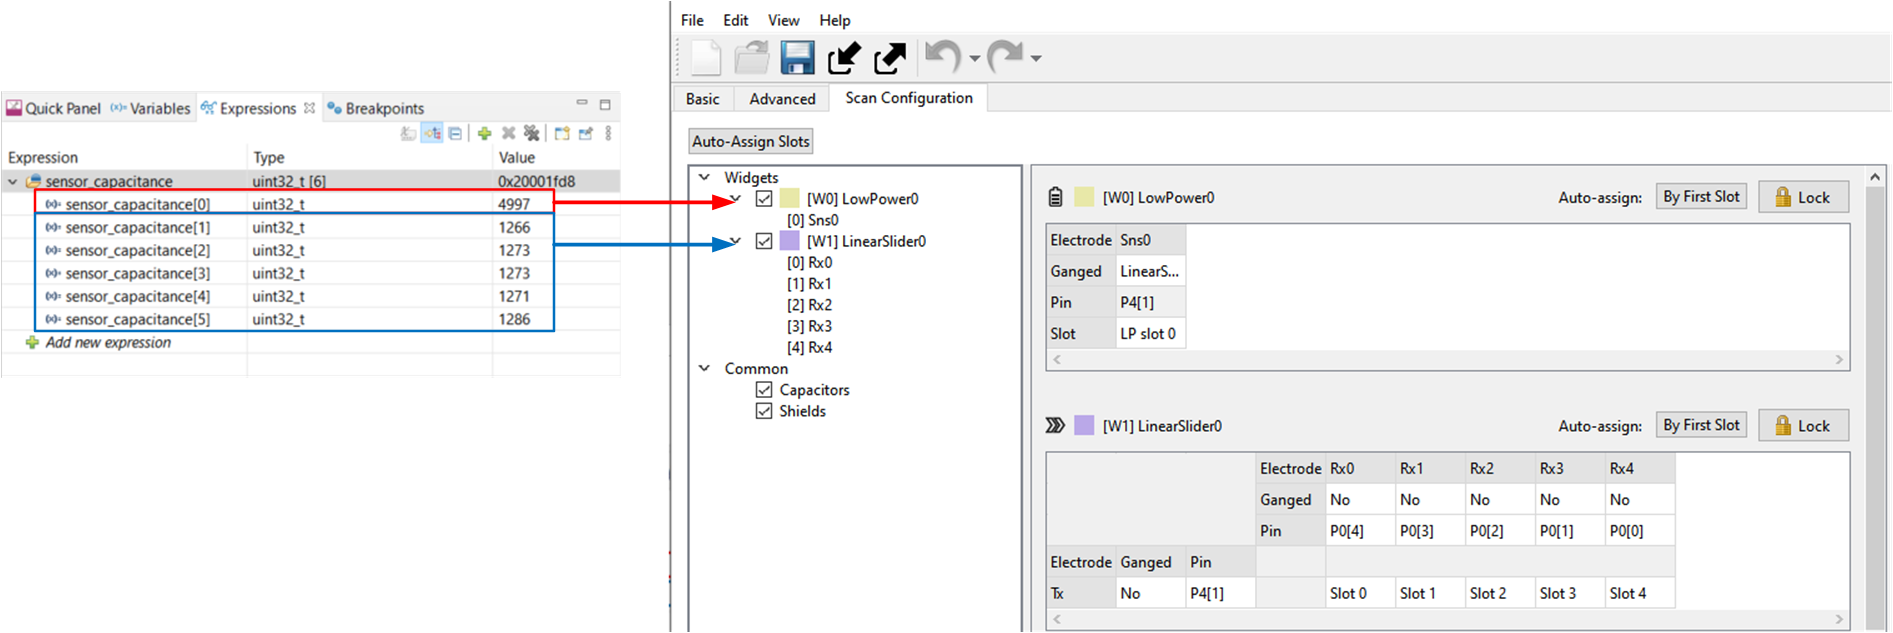 File Edit View Help
Quick Panel (x)= Variables Expressions Breakpoints
Expression Type Value
sensor_capacitance uint32_t [6] 0x20001fd8
(x)= sensor_capacitance[0] uint32_t 4997
(x)= sensor_capacitance[1] uint32_t 1266
(x)= sensor_capacitance[2] uint32_t 1273
(x)= sensor_capacitance[3] uint32_t 1273
(x)= sensor_capacitance[4] uint32_t 1271
(x)= sensor_capacitance[5] uint32_t 1286
Add new expression
Basic Advanced Scan Configuration
Auto-Assign Slots
Widgets
[W0] LowPower0
[0] Sns0
[W1] LinearSlider0
[0] Rx0
[1] Rx1
[2] Rx2
[3] Rx3
[4] Rx4
Common
Capacitors
Shields
[W0] LowPower0 Auto-assign: By First Slot Lock
Electrode Sns0
Ganged LinearS...
Pin P4[1]
Slot LP slot 0
[W1] LinearSlider0 Auto-assign: By First Slot Lock
Electrode Rx0 Rx1 Rx2 Rx3 Rx4
Ganged No No No No No
Pin P0[4] P0[3] P0[2] P0[1] P0[0]
Electrode Ganged Pin
Tx No P4[1] Slot 0 Slot 1 Slot 2 Slot 3 Slot 4